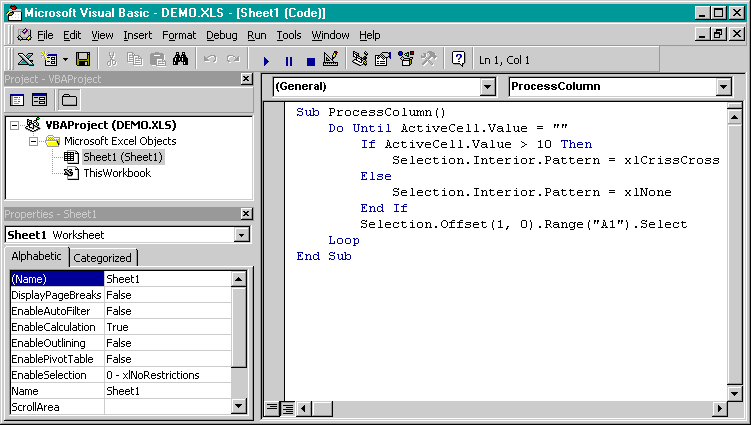 Microsoft Visual Basic - DEMO.XLS - [Sheet1 (Code)]
File Edit View Insert Format Debug Run Tools Window Help
Ln 1, Col 1
Project - VBAProject
VBAProject (DEMO.XLS)
Microsoft Excel Objects
Sheet1 (Sheet1)
ThisWorkbook
Properties - Sheet1
Sheet1 Worksheet
Alphabetic Categorized
(Name) Sheet1
DisplayPageBreaks False
EnableAutoFilter False
EnableCalculation True
EnableOutlining False
EnablePivotTable False
EnableSelection 0 - xlNoRestrictions
Name Sheet1
ScrollArea
(General) ProcessColumn
Sub ProcessColumn()
Do Until ActiveCell.Value = ""
If ActiveCell.Value > 10 Then
Selection.Interior.Pattern = xlCrissCross
Else
Selection.Interior.Pattern = xlNone
End If
Selection.Offset(1, 0).Range("A1").Select
Loop
End Sub